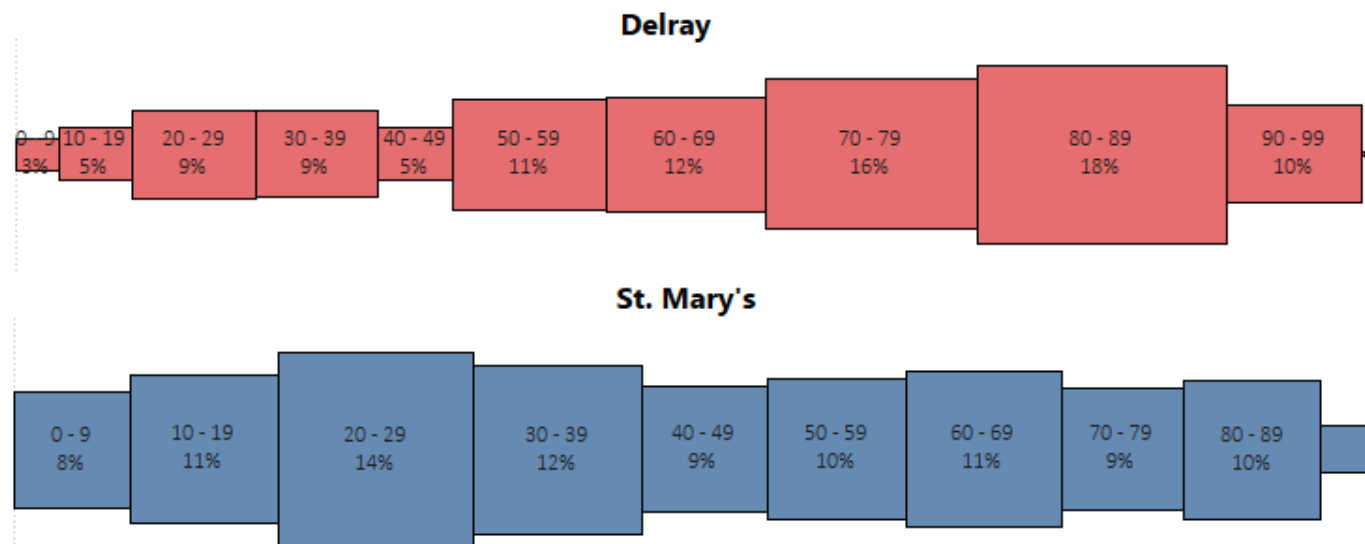 Delray
0 - 9 10 - 19 20 - 29 30 - 39 40 - 49 50 - 59 60 - 69 70 - 79 80 - 89 90 - 99
3% 5% 9% 9% 5% 11% 12% 16% 18% 10%
St. Mary's
0 - 9 10 - 19 20 - 29 30 - 39 40 - 49 50 - 59 60 - 69 70 - 79 80 - 89
8% 11% 14% 12% 9% 10% 11% 9% 10%